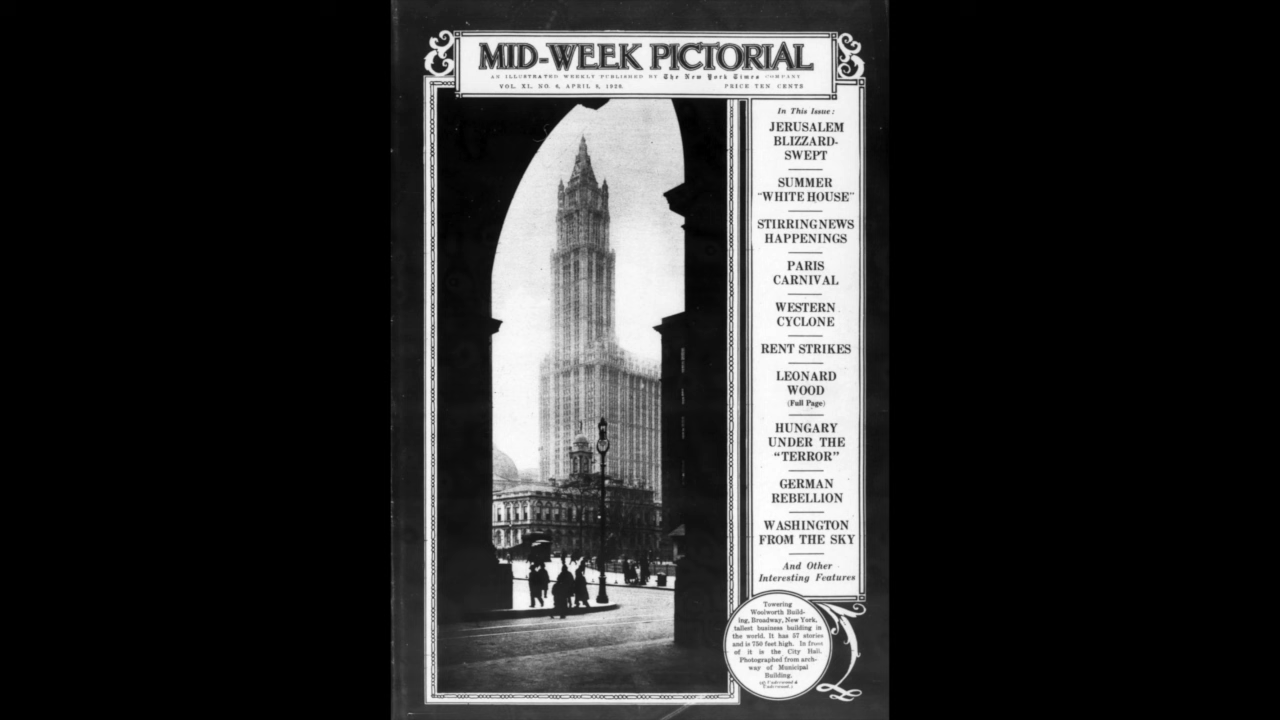 MID-WEEK PICTORIAL
AN ILLUSTRATED WEEKLY PUBLISHED BY The New York Times COMPANY
VOL. XI, NO. 6, APRIL 8, 1920. PRICE TEN CENTS
In This Issue:
JERUSALEM
BLIZZARD-
SWEPT
SUMMER
"WHITE HOUSE"
STIRRING NEWS
HAPPENINGS
PARIS
CARNIVAL
WESTERN
CYCLONE
RENT STRIKES
LEONARD
WOOD
(Full Page)
HUNGARY
UNDER THE
"TERROR"
GERMAN
REBELLION
WASHINGTON
FROM THE SKY
And Other
Interesting Features
Towering
Woolworth Build-
ing, Broadway, New York,
tallest business building in
the world. It has 57 stories
and is 750 feet high. In front
of it is the City Hall.
Photographed from arch-
way of Municipal
Building.
(© Underwood &
Underwood.)